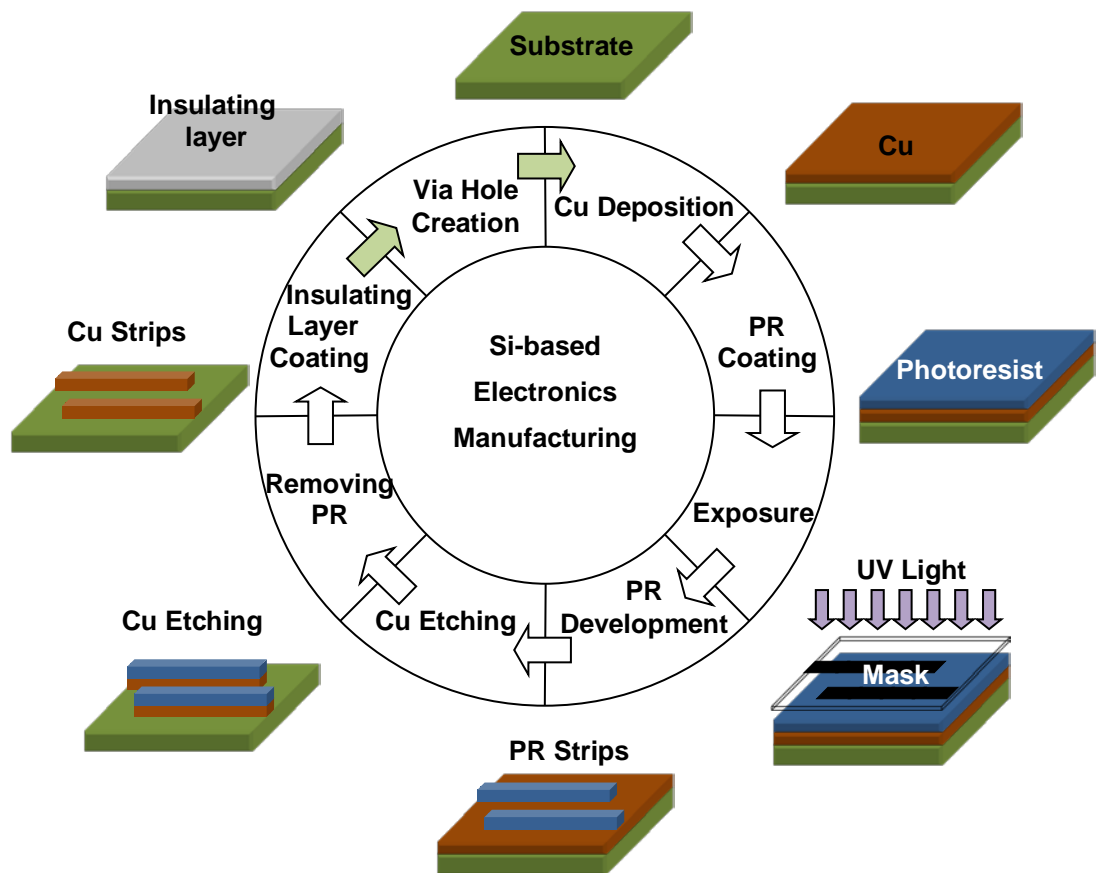 Substrate
Insulating
layer
Cu
Via Hole
Creation
Cu Deposition
Insulating
Layer
Coating
PR
Coating
Si-based
Electronics
Manufacturing
Cu Strips
Photoresist
Removing
PR
Exposure
UV Light
PR
Development
Cu Etching
Cu Etching
Mask
PR Strips